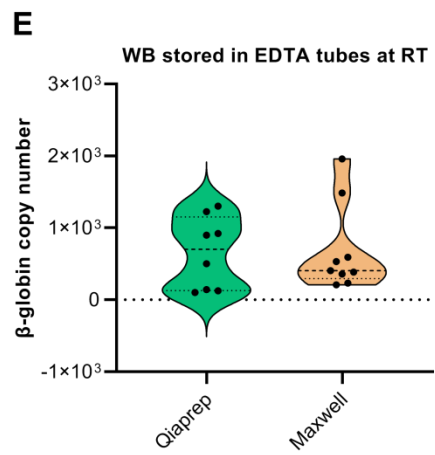 E
WB stored in EDTA tubes at RT
3×10³
2×10³
1×10³
0
-1×10³
β-globin copy number
Qiaprep
Maxwell